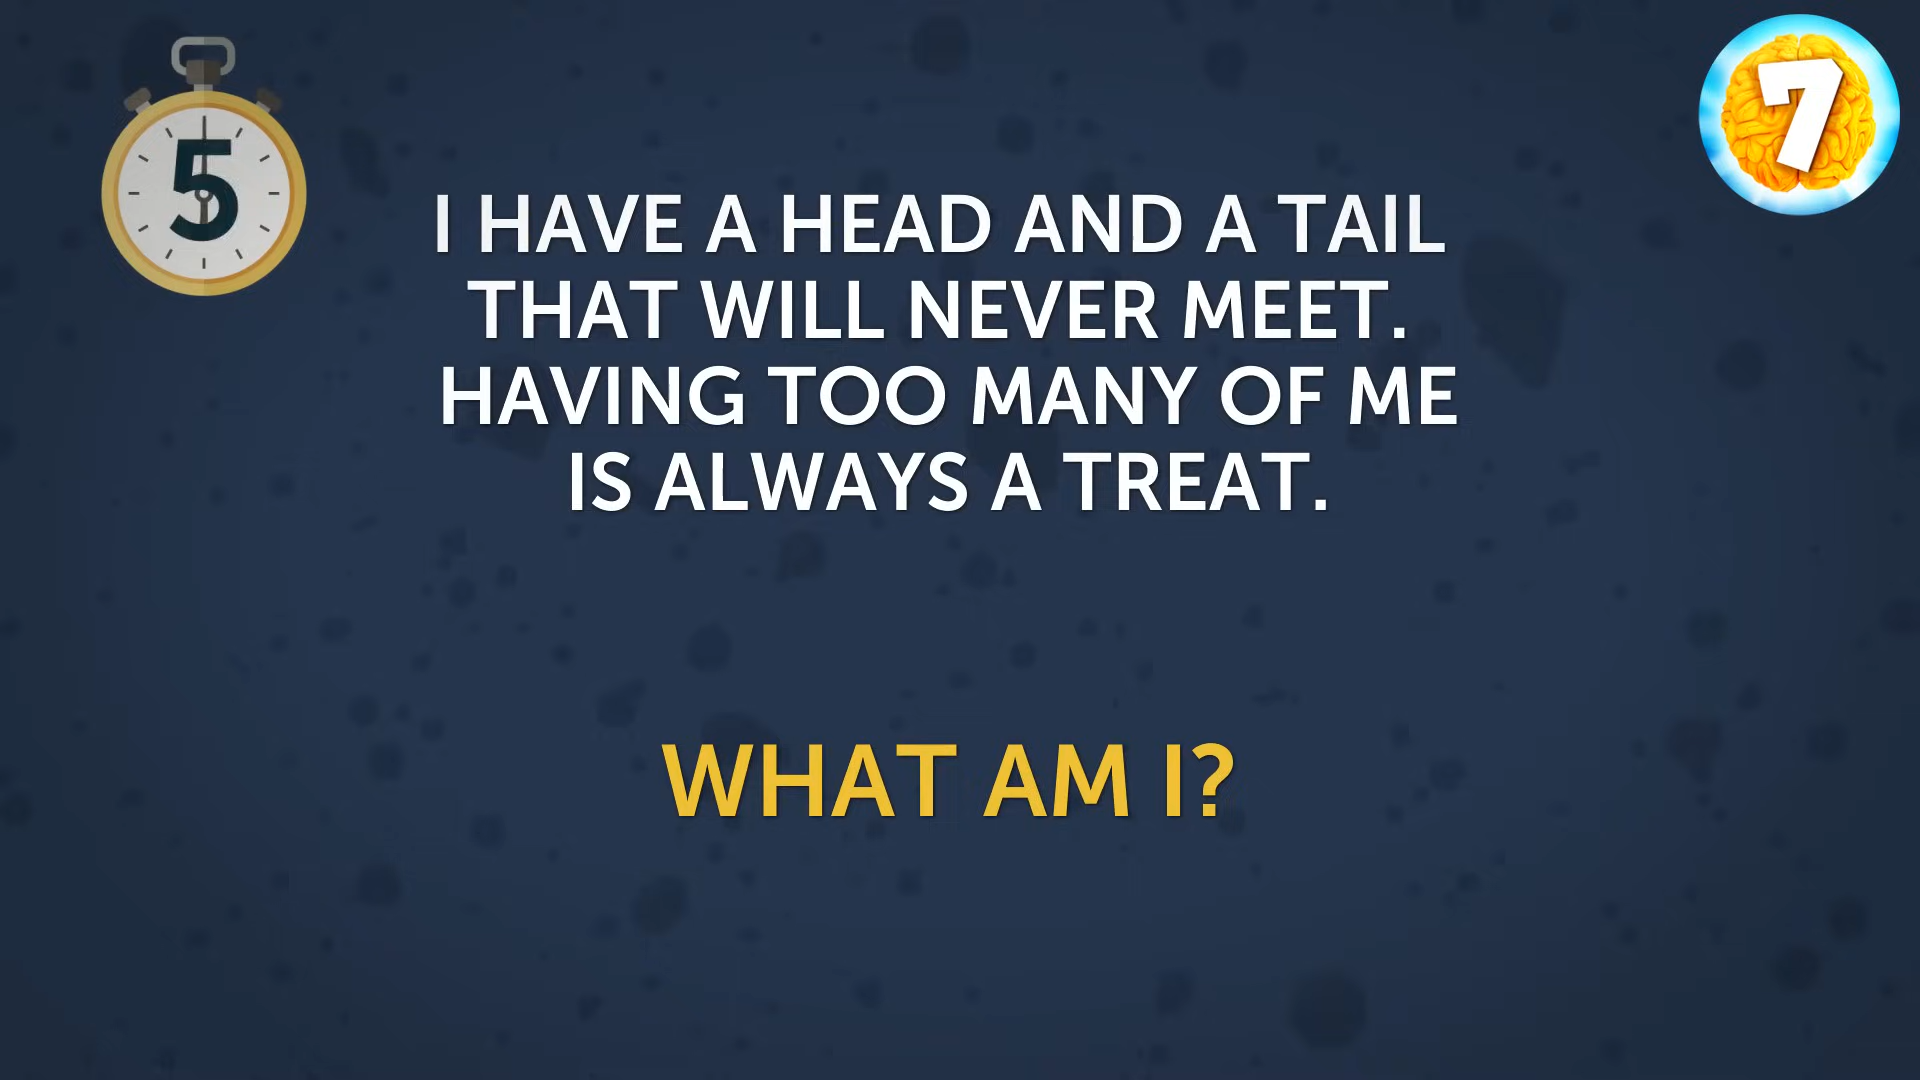 5
7
I HAVE A HEAD AND A TAIL
THAT WILL NEVER MEET.
HAVING TOO MANY OF ME
IS ALWAYS A TREAT.
WHAT AM I?